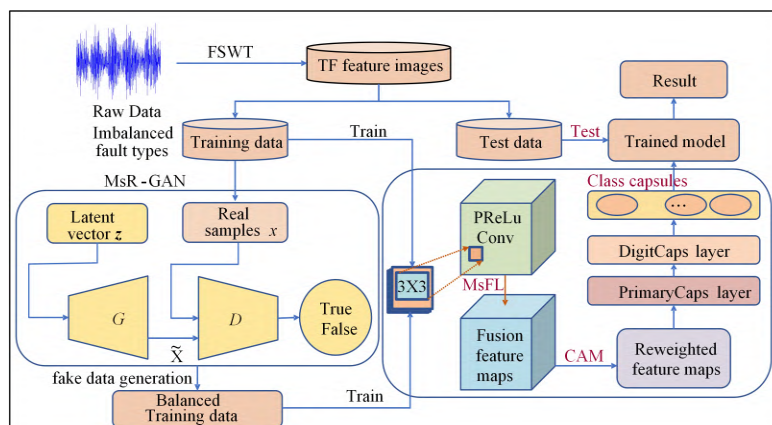 FSWT
TF feature images
Raw Data
Imbalanced
fault types
Training data
Train
Test data
Test
Trained model
Result
MsR-GAN
Latent
vector z
Real
samples x
G
D
True
False
X̃
fake data generation
Balanced
Training data
Train
3X3
PReLu
Conv
MsFL
Fusion
feature
maps
CAM
Reweighted
feature maps
PrimaryCaps layer
DigitCaps layer
Class capsules
...